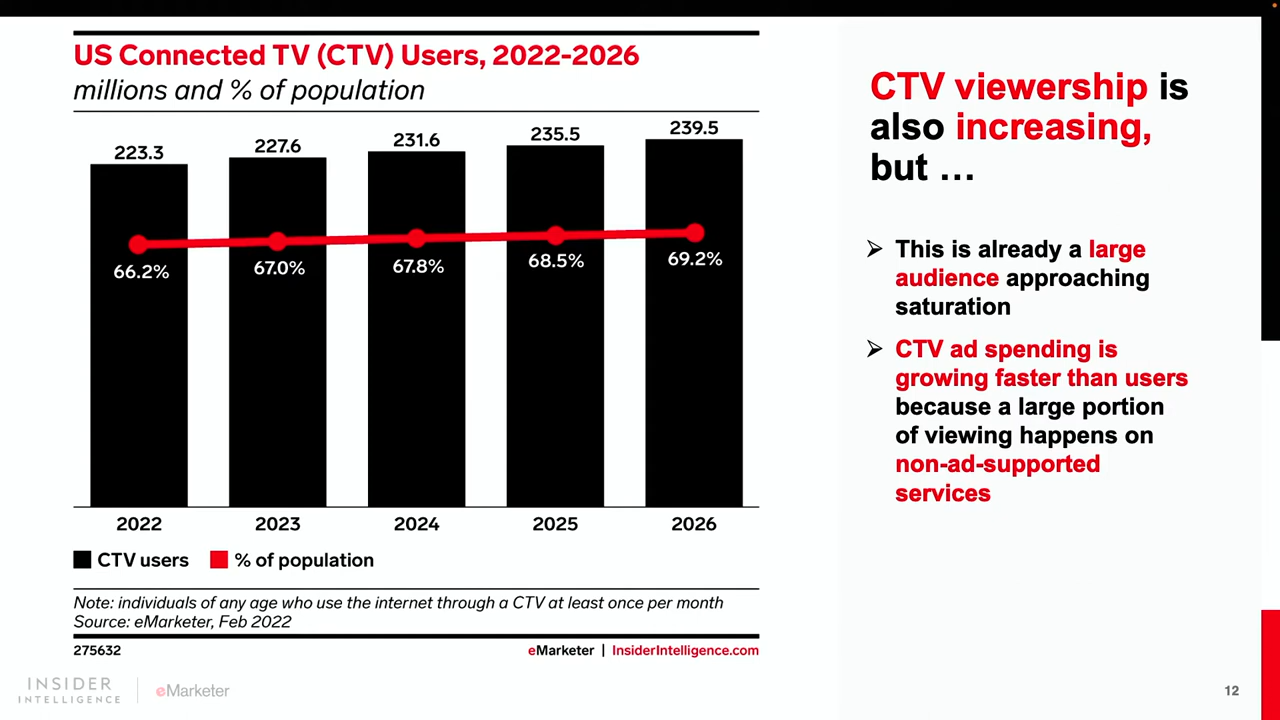 US Connected TV (CTV) Users, 2022-2026
millions and % of population
223.3
227.6
231.6
235.5
239.5
66.2%
67.0%
67.8%
68.5%
69.2%
2022
2023
2024
2025
2026
CTV users
% of population
Note: individuals of any age who use the internet through a CTV at least once per month
Source: eMarketer, Feb 2022
275632
eMarketer | InsiderIntelligence.com
CTV viewership is
also increasing,
but …
➢ This is already a large
audience approaching
saturation
➢ CTV ad spending is
growing faster than users
because a large portion
of viewing happens on
non-ad-supported
services
INSIDER
INTELLIGENCE
eMarketer
12